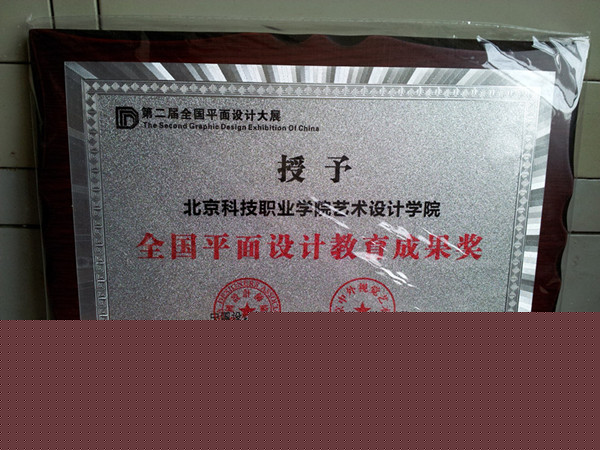 第二届全国平面设计大展
The Second Graphic Design Exhibition Of China
授予
北京科技职业学院艺术设计学院
全国平面设计教育成果奖